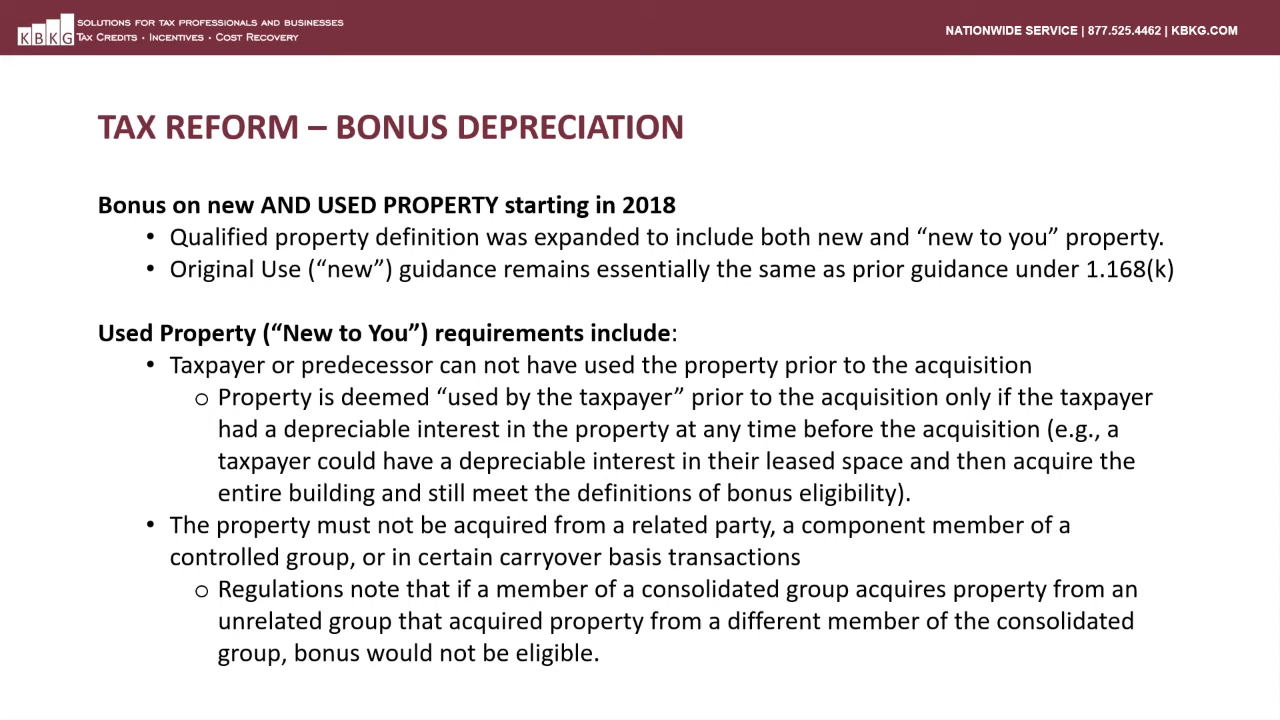 KBKG
SOLUTIONS FOR TAX PROFESSIONALS AND BUSINESSES
TAX CREDITS · INCENTIVES · COST RECOVERY
NATIONWIDE SERVICE | 877.525.4462 | KBKG.COM
TAX REFORM – BONUS DEPRECIATION
Bonus on new AND USED PROPERTY starting in 2018
• Qualified property definition was expanded to include both new and “new to you” property.
• Original Use (“new”) guidance remains essentially the same as prior guidance under 1.168(k)
Used Property (“New to You”) requirements include:
• Taxpayer or predecessor can not have used the property prior to the acquisition
o Property is deemed “used by the taxpayer” prior to the acquisition only if the taxpayer
had a depreciable interest in the property at any time before the acquisition (e.g., a
taxpayer could have a depreciable interest in their leased space and then acquire the
entire building and still meet the definitions of bonus eligibility).
• The property must not be acquired from a related party, a component member of a
controlled group, or in certain carryover basis transactions
o Regulations note that if a member of a consolidated group acquires property from an
unrelated group that acquired property from a different member of the consolidated
group, bonus would not be eligible.